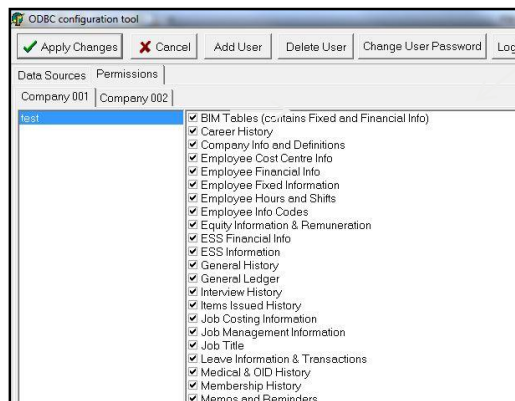 ODBC configuration tool
Apply Changes Cancel Add User Delete User Change User Password Log
Data Sources Permissions
Company 001 Company 002
test
BIM Tables (contains Fixed and Financial Info)
Career History
Company Info and Definitions
Employee Cost Centre Info
Employee Financial Info
Employee Fixed Information
Employee Hours and Shifts
Employee Info Codes
Equity Information & Remuneration
ESS Financial Info
ESS Information
General History
General Ledger
Interview History
Items Issued History
Job Costing Information
Job Management Information
Job Title
Leave Information & Transactions
Medical & OID History
Membership History
Memos and Reminders